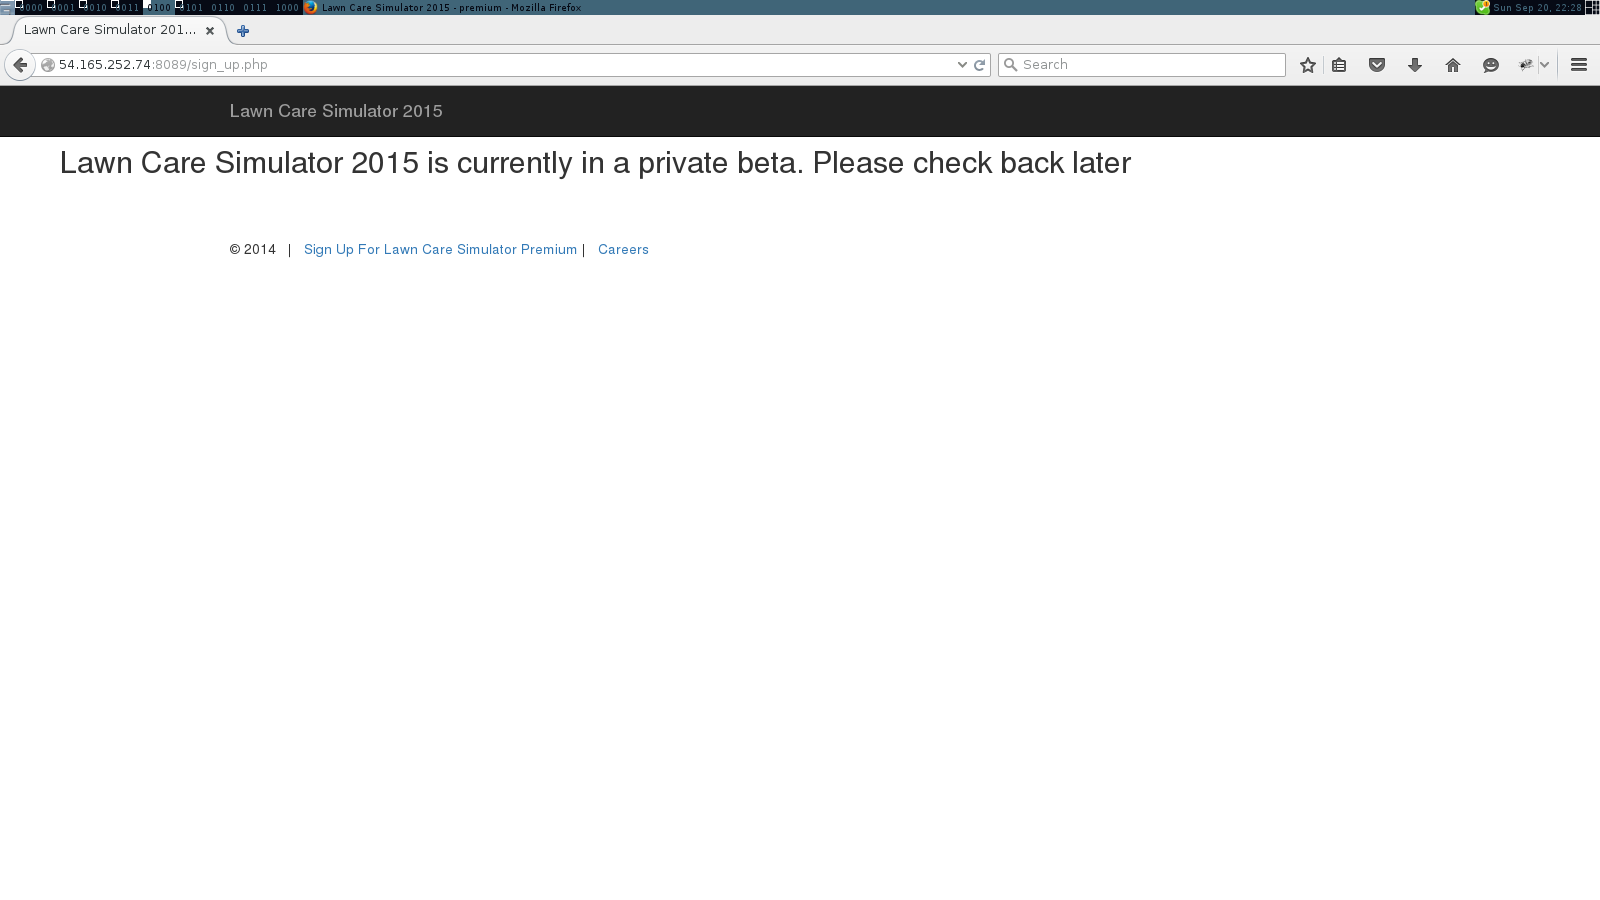 0000 0001 0010 0011 0100 0101 0110 0111 1000 Lawn Care Simulator 2015 - premium - Mozilla Firefox Sun Sep 20, 22:28
Lawn Care Simulator 201...
54.165.252.74:8089/sign_up.php Search
Lawn Care Simulator 2015
Lawn Care Simulator 2015 is currently in a private beta. Please check back later
© 2014 | Sign Up For Lawn Care Simulator Premium | Careers